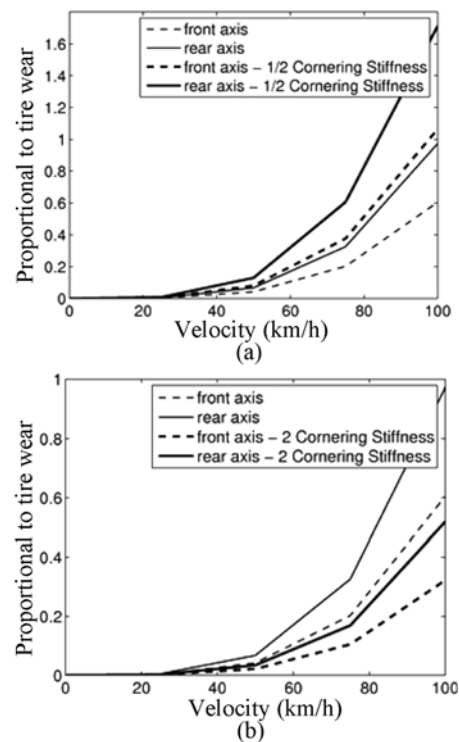 1.6
1.4
1.2
1
0.8
0.6
0.4
0.2
0
Proportional to tire wear
front axis
rear axis
front axis – 1/2 Cornering Stiffness
rear axis – 1/2 Cornering Stiffness
0 20 40 60 80 100
Velocity (km/h)
(a)
1
0.8
0.6
0.4
0.2
0
Proportional to tire wear
front axis
rear axis
front axis – 2 Cornering Stiffness
rear axis – 2 Cornering Stiffness
0 20 40 60 80 100
Velocity (km/h)
(b)